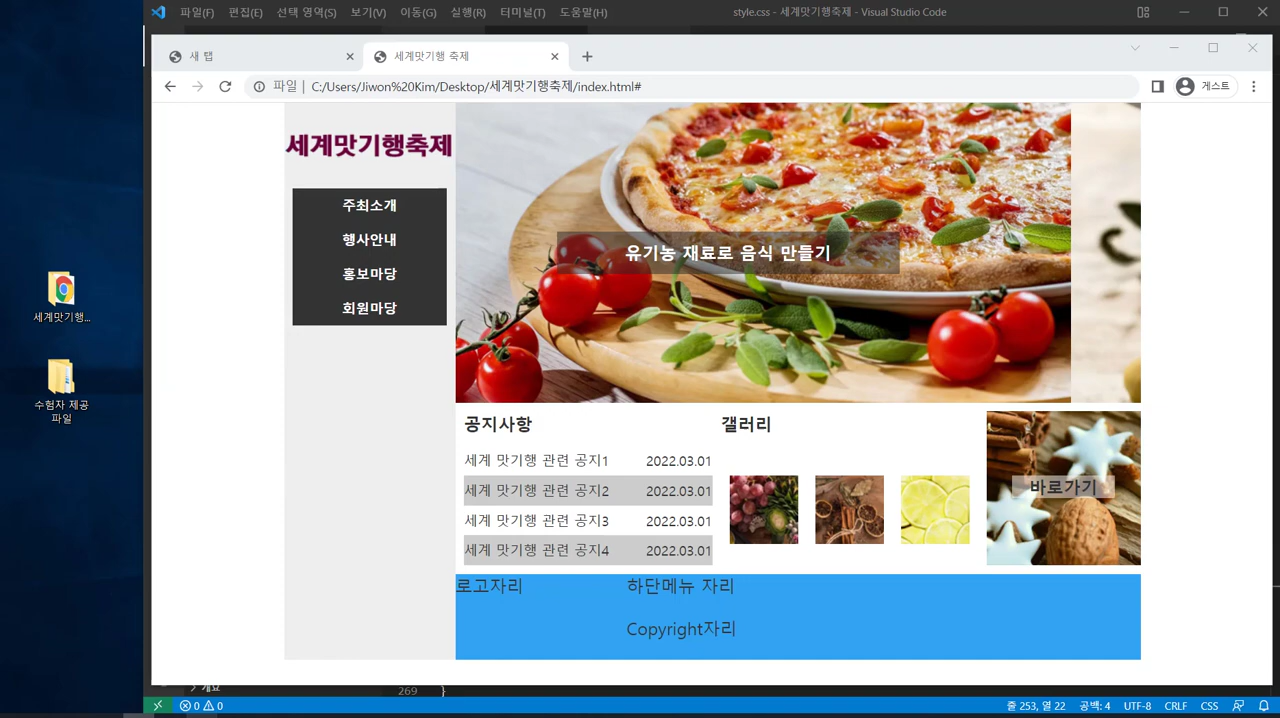 파일(F) 편집(E) 선택 영역(S) 보기(V) 이동(G) 실행(R) 터미널(T) 도움말(H) style.css - 세계맛기행축제 - Visual Studio Code
새 탭 세계맛기행 축제
파일 | C:/Users/Jiwon%20Kim/Desktop/세계맛기행축제/index.html# 게스트
세계맛기행축제
주최소개
행사안내
홍보마당
회원마당
유기농 재료로 음식 만들기
공지사항
세계 맛기행 관련 공지1 2022.03.01
세계 맛기행 관련 공지2 2022.03.01
세계 맛기행 관련 공지3 2022.03.01
세계 맛기행 관련 공지4 2022.03.01
갤러리
바로가기
로고자리 하단메뉴 자리
Copyright자리
세계맛기행...
수험자 제공
파일
> 개요 269 }
0 0 줄 253, 열 22 공백: 4 UTF-8 CRLF CSS